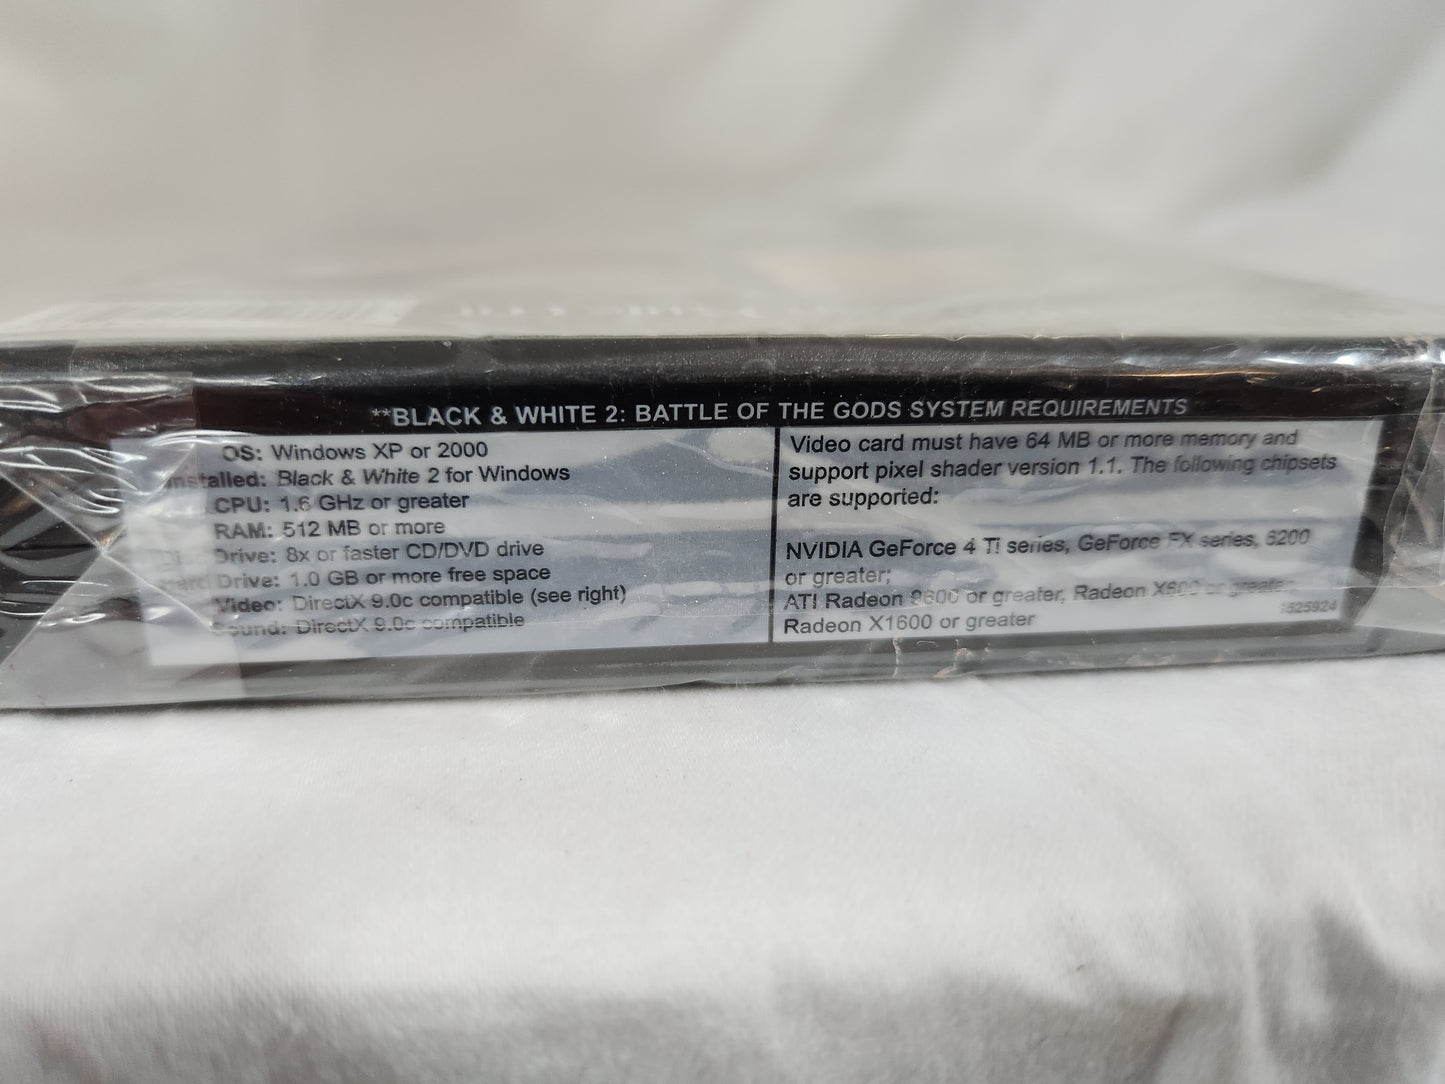 **BLACK & WHITE 2: BATTLE OF THE GODS SYSTEM REQUIREMENTS
OS: Windows XP or 2000
Installed: Black & White 2 for Windows
CPU: 1.6 GHz or greater
RAM: 512 MB or more
Drive: 8x or faster CD/DVD drive
Hard Drive: 1.0 GB or more free space
Video: DirectX 9.0c compatible (see right)
Sound: DirectX 9.0c compatible
Video card must have 64 MB or more memory and
support pixel shader version 1.1. The following chipsets
are supported:
NVIDIA GeForce 4 Ti series, GeForce FX series, 6200
or greater;
ATI Radeon 9600 or greater, Radeon X600 or greater,
Radeon X1600 or greater
1525924